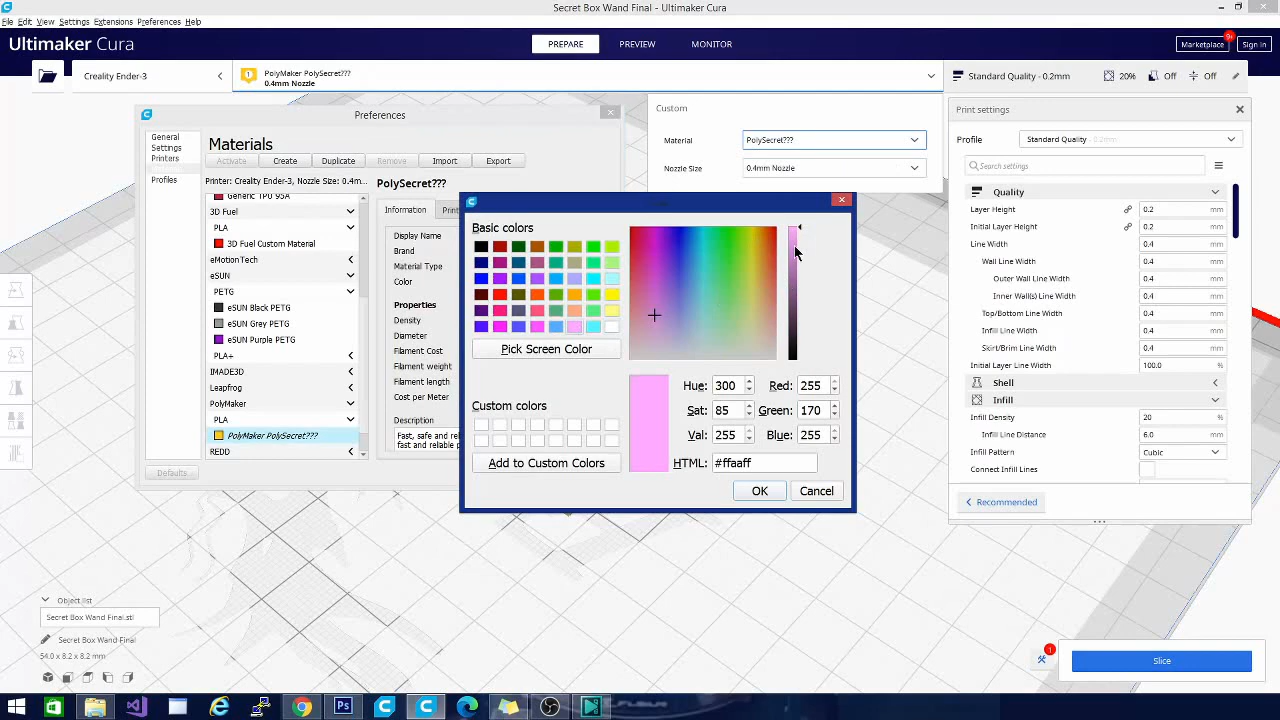 Secret Box Wand Final - Ultimaker Cura
File Edit View Settings Extensions Preferences Help
Ultimaker Cura
PREPARE
PREVIEW
MONITOR
Marketplace
Sign in
Creality Ender-3
PolyMaker PolySecret???
0.4mm Nozzle
1
Standard Quality - 0.2mm
20%
Off
Off
Custom
Material
PolySecret???
Nozzle Size
0.4mm Nozzle
Preferences
General
Settings
Printers
Profiles
Materials
Activate
Create
Duplicate
Remove
Import
Export
Printer: Creality Ender-3, Nozzle Size: 0.4m...
3D Fuel
PLA
3D Fuel Custom Material
eMotionTech
eSUN
PETG
eSUN Black PETG
eSUN Grey PETG
eSUN Purple PETG
PLA+
IMADE3D
Leapfrog
PolyMaker
PLA
PolyMaker PolySecret???
REDD
Defaults
PolySecret???
Information
Print
Display Name
Brand
Material Type
Color
Properties
Density
Diameter
Filament Cost
Filament weight
Filament length
Cost per Meter
Description
Fast, safe and rel
fast and reliable p
Basic colors
Pick Screen Color
Custom colors
Add to Custom Colors
Hue: 300
Red: 255
Sat: 85
Green: 170
Val: 255
Blue: 255
HTML: #ffaaff
OK
Cancel
Print settings
Profile
Standard Quality - 0.2mm
Search settings
Quality
Layer Height 0.2 mm
Initial Layer Height 0.2 mm
Line Width 0.4 mm
Wall Line Width 0.4 mm
Outer Wall Line Width 0.4 mm
Inner Wall(s) Line Width 0.4 mm
Top/Bottom Line Width 0.4 mm
Infill Line Width 0.4 mm
Skirt/Brim Line Width 0.4 mm
Initial Layer Line Width 100.0 %
Shell
Infill
Infill Density 20 %
Infill Line Distance 6.0 mm
Infill Pattern Cubic
Connect Infill Lines
Recommended
Object list
Secret Box Wand Final.stl
Secret Box Wand Final
54.0 x 8.2 x 8.2 mm
1
Slice